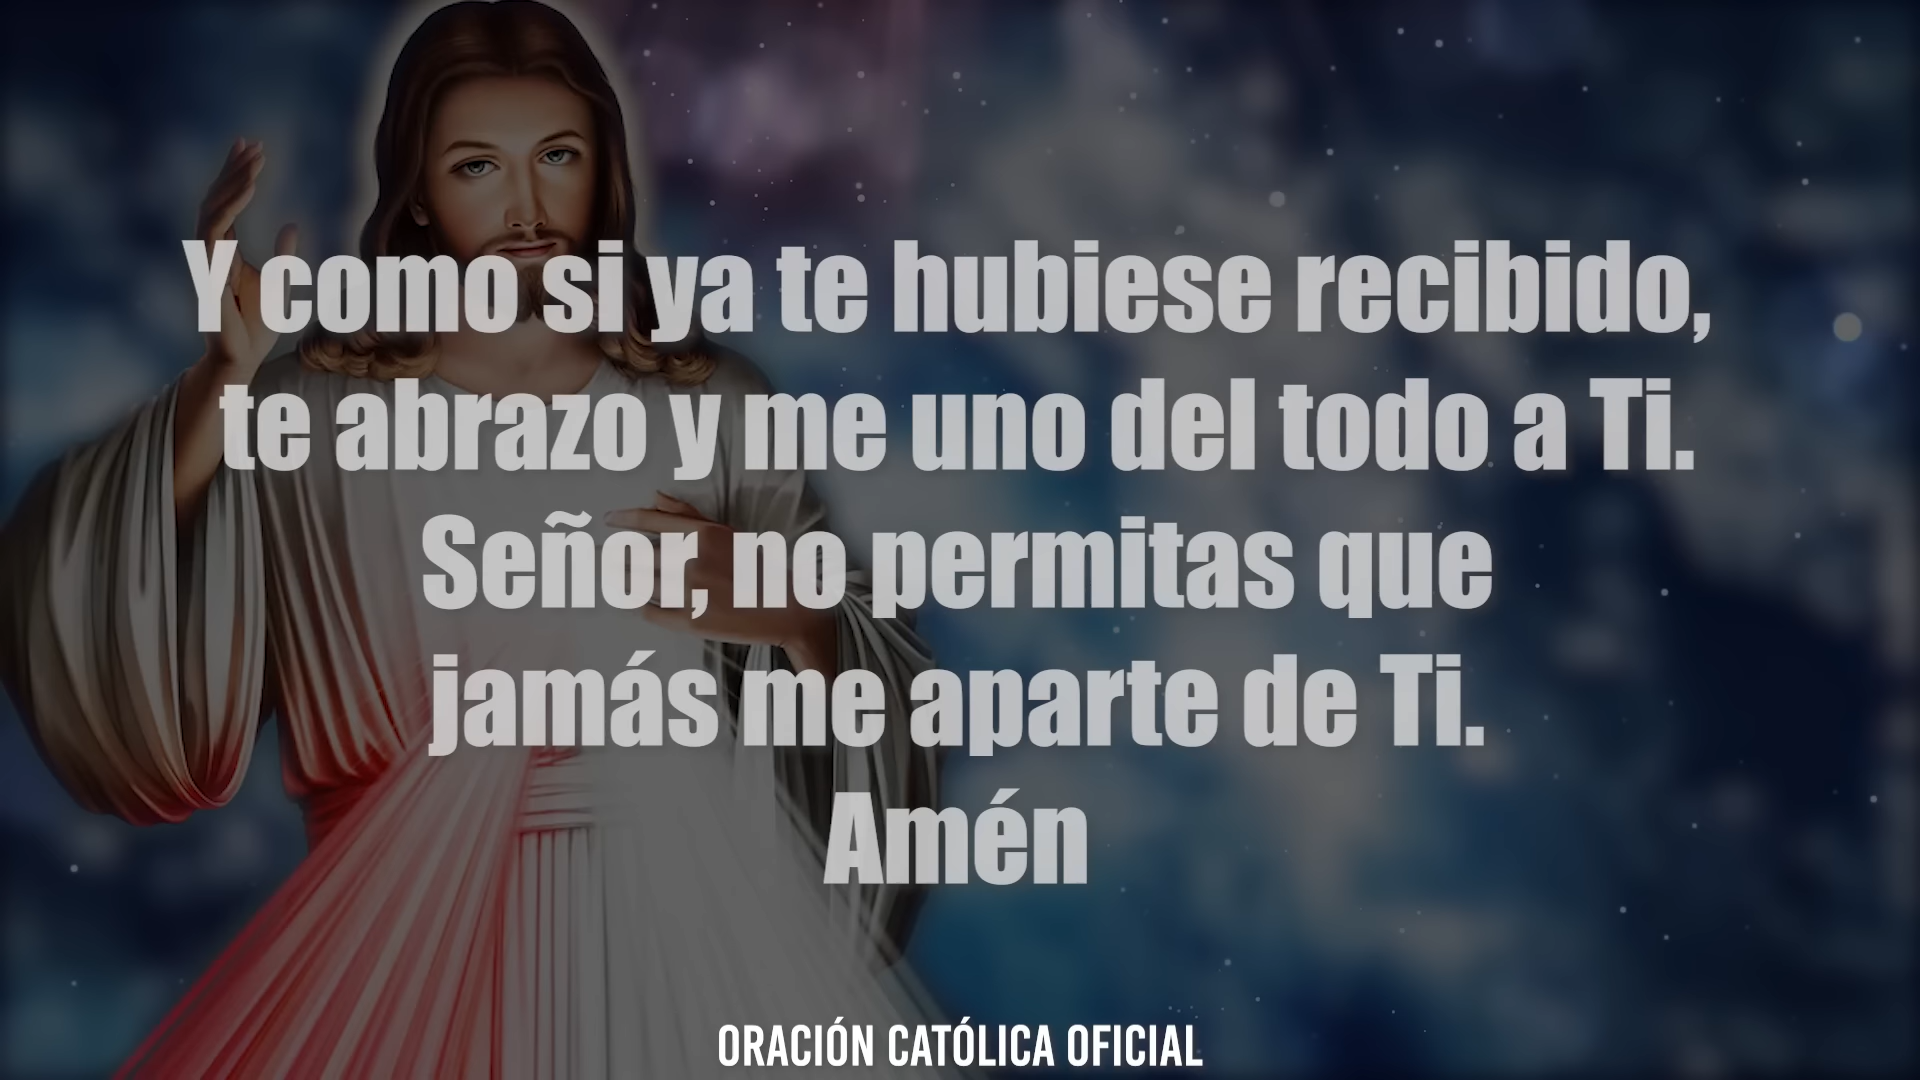 Y como si ya te hubiese recibido,
te abrazo y me uno del todo a Ti.
Señor, no permitas que
jamás me aparte de Ti.
Amén
ORACIÓN CATÓLICA OFICIAL